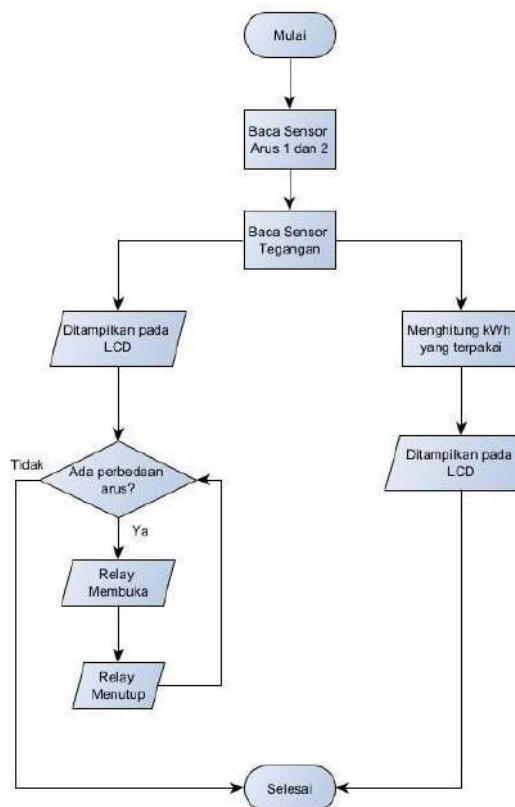 Mulai
Baca Sensor
Arus 1 dan 2
Baca Sensor
Tegangan
Ditampilkan pada
LCD
Menghitung kWh
yang terpakai
Ditampilkan pada
LCD
Tidak
Ada perbedaan
arus?
Ya
Relay
Membuka
Relay
Menutup
Selesai